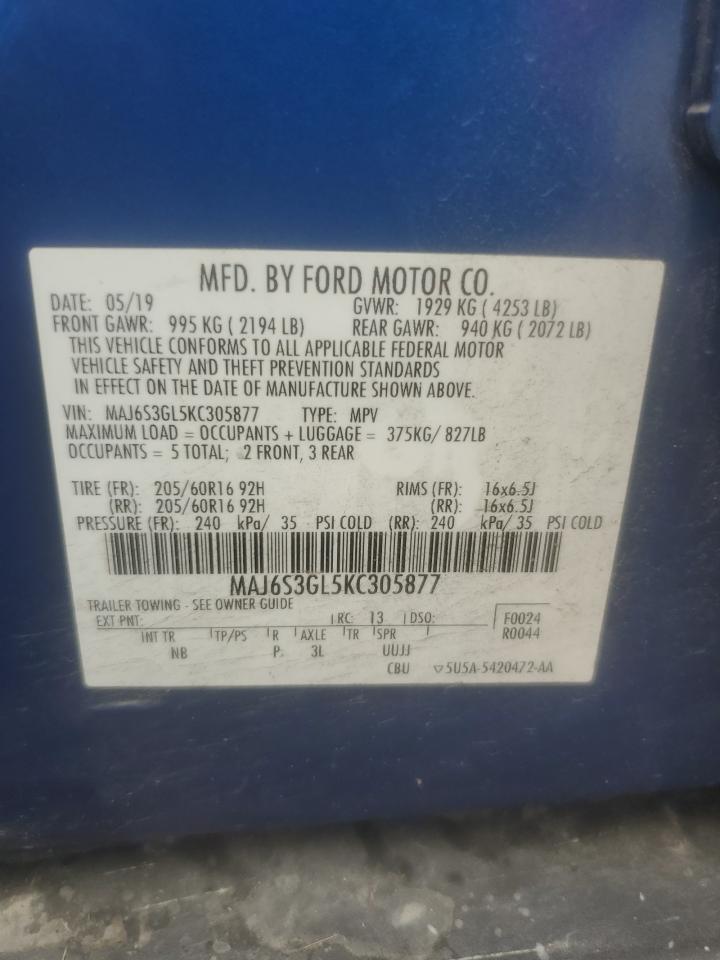 MFD. BY FORD MOTOR CO.
DATE: 05/19 GVWR: 1929 KG ( 4253 LB)
FRONT GAWR: 995 KG ( 2194 LB) REAR GAWR: 940 KG ( 2072 LB)
THIS VEHICLE CONFORMS TO ALL APPLICABLE FEDERAL MOTOR
VEHICLE SAFETY AND THEFT PREVENTION STANDARDS
IN EFFECT ON THE DATE OF MANUFACTURE SHOWN ABOVE.
VIN: MAJ6S3GL5KC305877 TYPE: MPV
MAXIMUM LOAD = OCCUPANTS + LUGGAGE = 375KG/ 827LB
OCCUPANTS = 5 TOTAL; 2 FRONT, 3 REAR
TIRE (FR): 205/60R16 92H RIMS (FR): 16x6.5J
(RR): 205/60R16 92H (RR): 16x6.5J
PRESSURE (FR): 240 kPa/ 35 PSI COLD (RR): 240 kPa/ 35 PSI COLD
MAJ6S3GL5KC305877
TRAILER TOWING - SEE OWNER GUIDE
EXT PNT: RC: 13 DSO: F0024
INT TR TP/PS R AXLE TR SPR R0044
NB P. 3L UUJJ
CBU ▽5U5A-5420472-AA